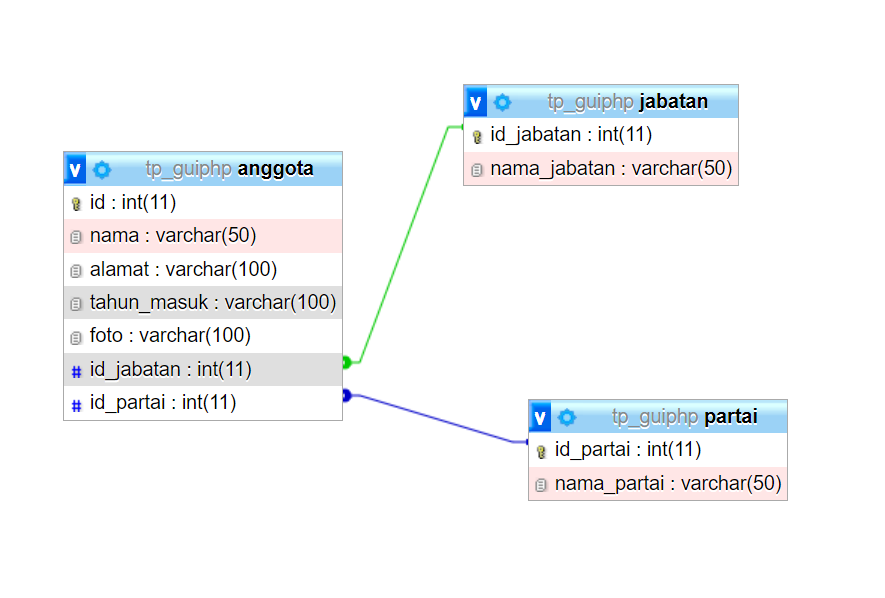 v tp_guiphp anggota
id : int(11)
nama : varchar(50)
alamat : varchar(100)
tahun_masuk : varchar(100)
foto : varchar(100)
# id_jabatan : int(11)
# id_partai : int(11)
v tp_guiphp jabatan
id_jabatan : int(11)
nama_jabatan : varchar(50)
v tp_guiphp partai
id_partai : int(11)
nama_partai : varchar(50)